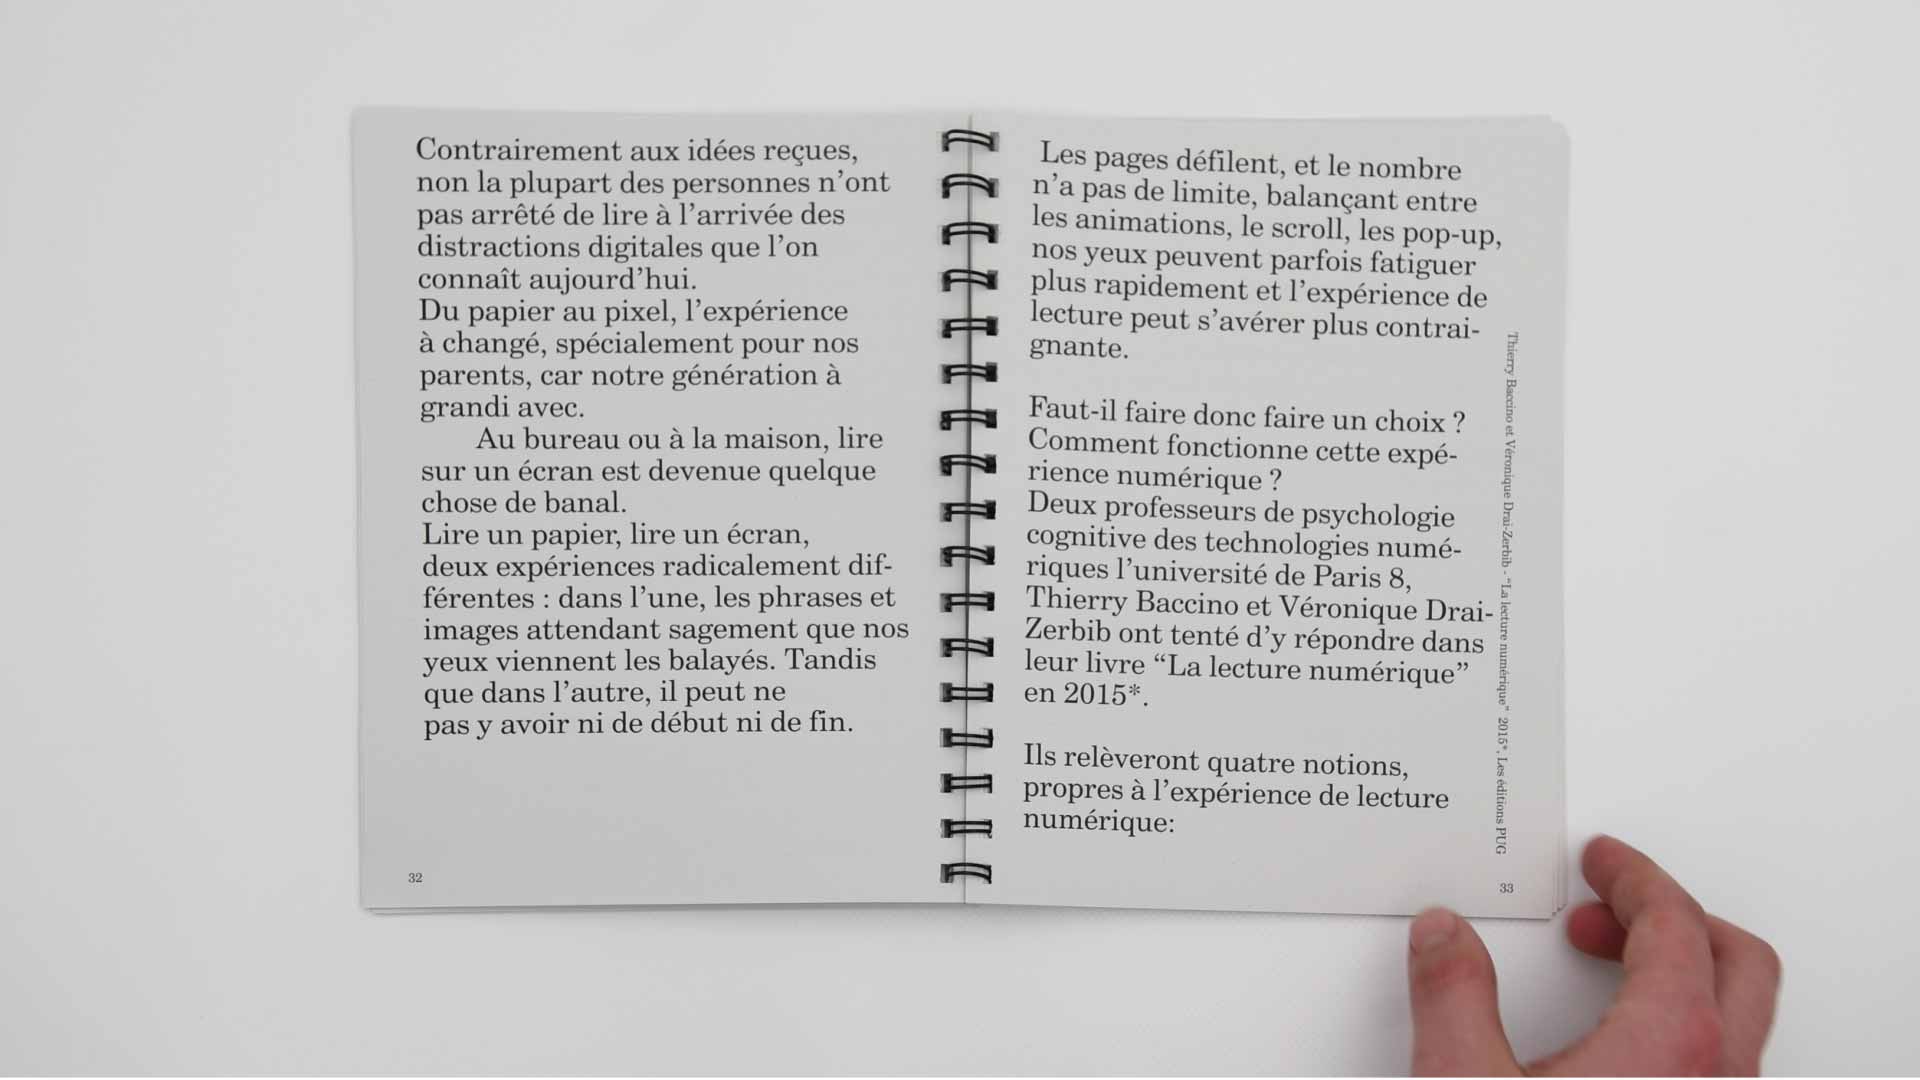 Contrairement aux idées reçues,
non la plupart des personnes n’ont
pas arrêté de lire à l’arrivée des
distractions digitales que l’on
connaît aujourd’hui.
Du papier au pixel, l’expérience
à changé, spécialement pour nos
parents, car notre génération à
grandi avec.
Au bureau ou à la maison, lire
sur un écran est devenue quelque
chose de banal.
Lire un papier, lire un écran,
deux expériences radicalement dif-
férentes : dans l’une, les phrases et
images attendant sagement que nos
yeux viennent les balayés. Tandis
que dans l’autre, il peut ne
pas y avoir ni de début ni de fin.
32
Les pages défilent, et le nombre
n’a pas de limite, balançant entre
les animations, le scroll, les pop-up,
nos yeux peuvent parfois fatiguer
plus rapidement et l’expérience de
lecture peut s’avérer plus contrai-
gnante.
Faut-il faire donc faire un choix ?
Comment fonctionne cette expé-
rience numérique ?
Deux professeurs de psychologie
cognitive des technologies numé-
riques l’université de Paris 8,
Thierry Baccino et Véronique Drai-
Zerbib ont tenté d’y répondre dans
leur livre “La lecture numérique”
en 2015*.
Ils relèveront quatre notions,
propres à l’expérience de lecture
numérique:
Thierry Baccino et Véronique Drai-Zerbib - “La lecture numérique” 2015*, Les éditions PUG
33